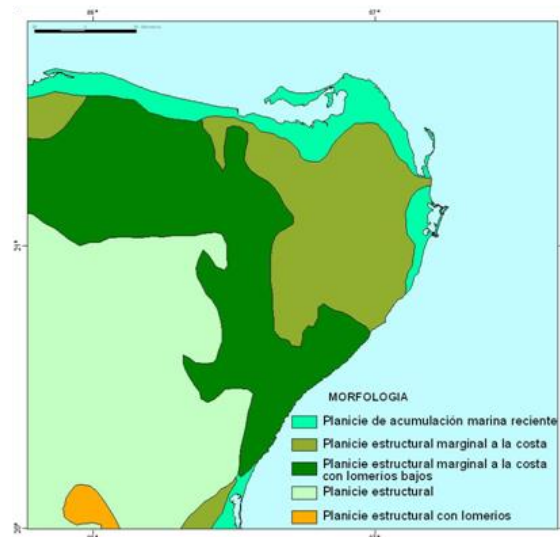 MORFOLOGIA
Planicie de acumulación marina reciente
Planicie estructural marginal a la costa
Planicie estructural marginal a la costa
con lomerios bajos
Planicie estructural
Planicie estructural con lomerios